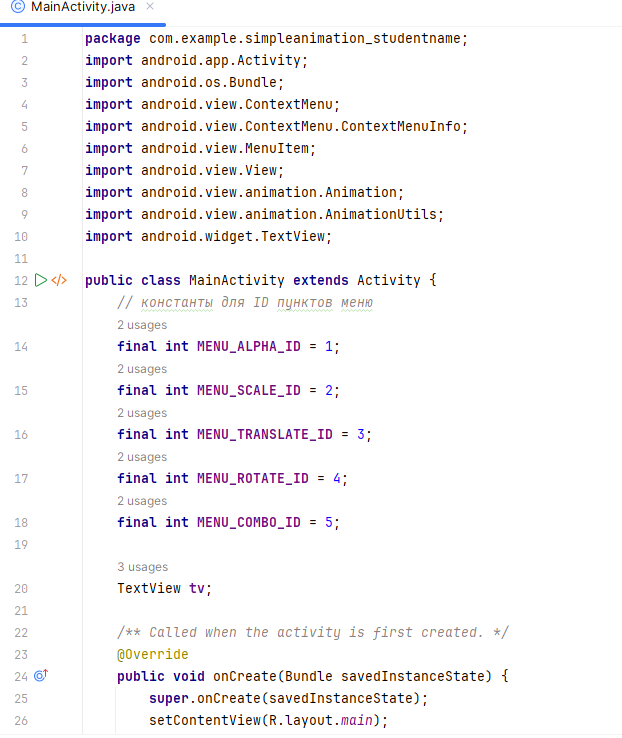 MainActivity.java
1 package com.example.simpleanimation_studentname;
2 import android.app.Activity;
3 import android.os.Bundle;
4 import android.view.ContextMenu;
5 import android.view.ContextMenu.ContextMenuInfo;
6 import android.view.MenuItem;
7 import android.view.View;
8 import android.view.animation.Animation;
9 import android.view.animation.AnimationUtils;
10 import android.widget.TextView;
11
12 public class MainActivity extends Activity {
13 // константы для ID пунктов меню
2 usages
14 final int MENU_ALPHA_ID = 1;
2 usages
15 final int MENU_SCALE_ID = 2;
2 usages
16 final int MENU_TRANSLATE_ID = 3;
2 usages
17 final int MENU_ROTATE_ID = 4;
2 usages
18 final int MENU_COMBO_ID = 5;
19
3 usages
20 TextView tv;
21
22 /** Called when the activity is first created. */
23 @Override
24 public void onCreate(Bundle savedInstanceState) {
25 super.onCreate(savedInstanceState);
26 setContentView(R.layout.main);